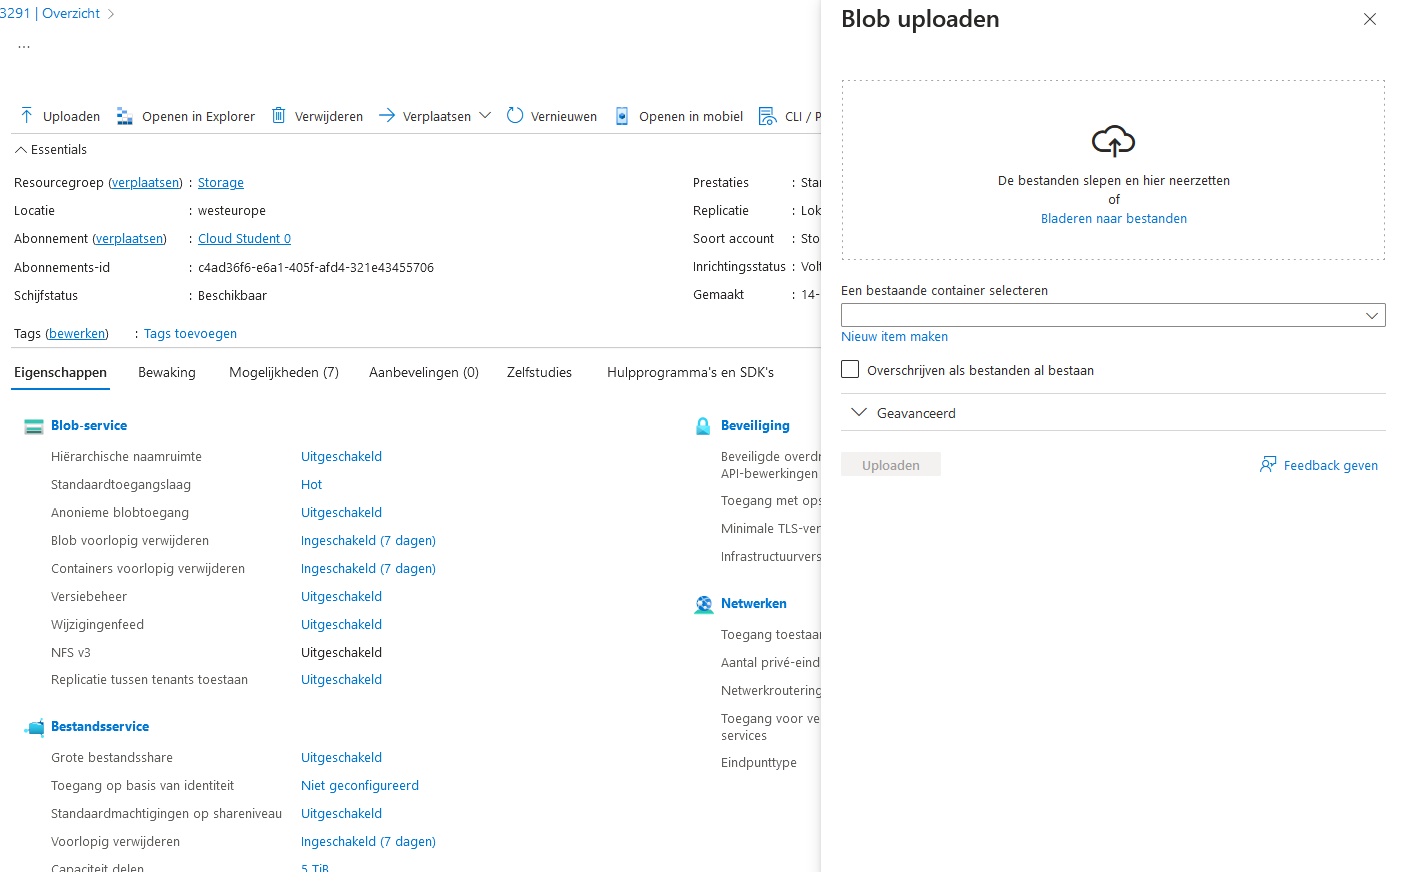 3291 | Overzicht
...
Uploaden Openen in Explorer Verwijderen Verplaatsen Vernieuwen Openen in mobiel CLI / P
Essentials
Resourcegroep (verplaatsen) : Storage
Locatie : westeurope
Abonnement (verplaatsen) : Cloud Student 0
Abonnements-id : c4ad36f6-e6a1-405f-afd4-321e43455706
Schijfstatus : Beschikbaar
Prestaties : Star
Replicatie : Lok
Soort account : Sto
Inrichtingsstatus : Volt
Gemaakt : 14-
Tags (bewerken) : Tags toevoegen
Eigenschappen Bewaking Mogelijkheden (7) Aanbevelingen (0) Zelfstudies Hulpprogramma's en SDK's
Blob-service
Hiërarchische naamruimte Uitgeschakeld
Standaardtoegangslaag Hot
Anonieme blobtoegang Uitgeschakeld
Blob voorlopig verwijderen Ingeschakeld (7 dagen)
Containers voorlopig verwijderen Ingeschakeld (7 dagen)
Versiebeheer Uitgeschakeld
Wijzigingenfeed Uitgeschakeld
NFS v3 Uitgeschakeld
Replicatie tussen tenants toestaan Uitgeschakeld
Bestandsservice
Grote bestandsshare Uitgeschakeld
Toegang op basis van identiteit Niet geconfigureerd
Standaardmachtigingen op shareniveau Uitgeschakeld
Voorlopig verwijderen Ingeschakeld (7 dagen)
Capaciteit delen 5 TiB
Beveiliging
Beveiligde overdr
API-bewerkingen
Toegang met ops
Minimale TLS-ver
Infrastructuurvers
Netwerken
Toegang toestaan
Aantal privé-eind
Netwerkroutering
Toegang voor ve
services
Eindpunttype
Blob uploaden
De bestanden slepen en hier neerzetten
of
Bladeren naar bestanden
Een bestaande container selecteren
Nieuw item maken
Overschrijven als bestanden al bestaan
Geavanceerd
Uploaden
Feedback geven